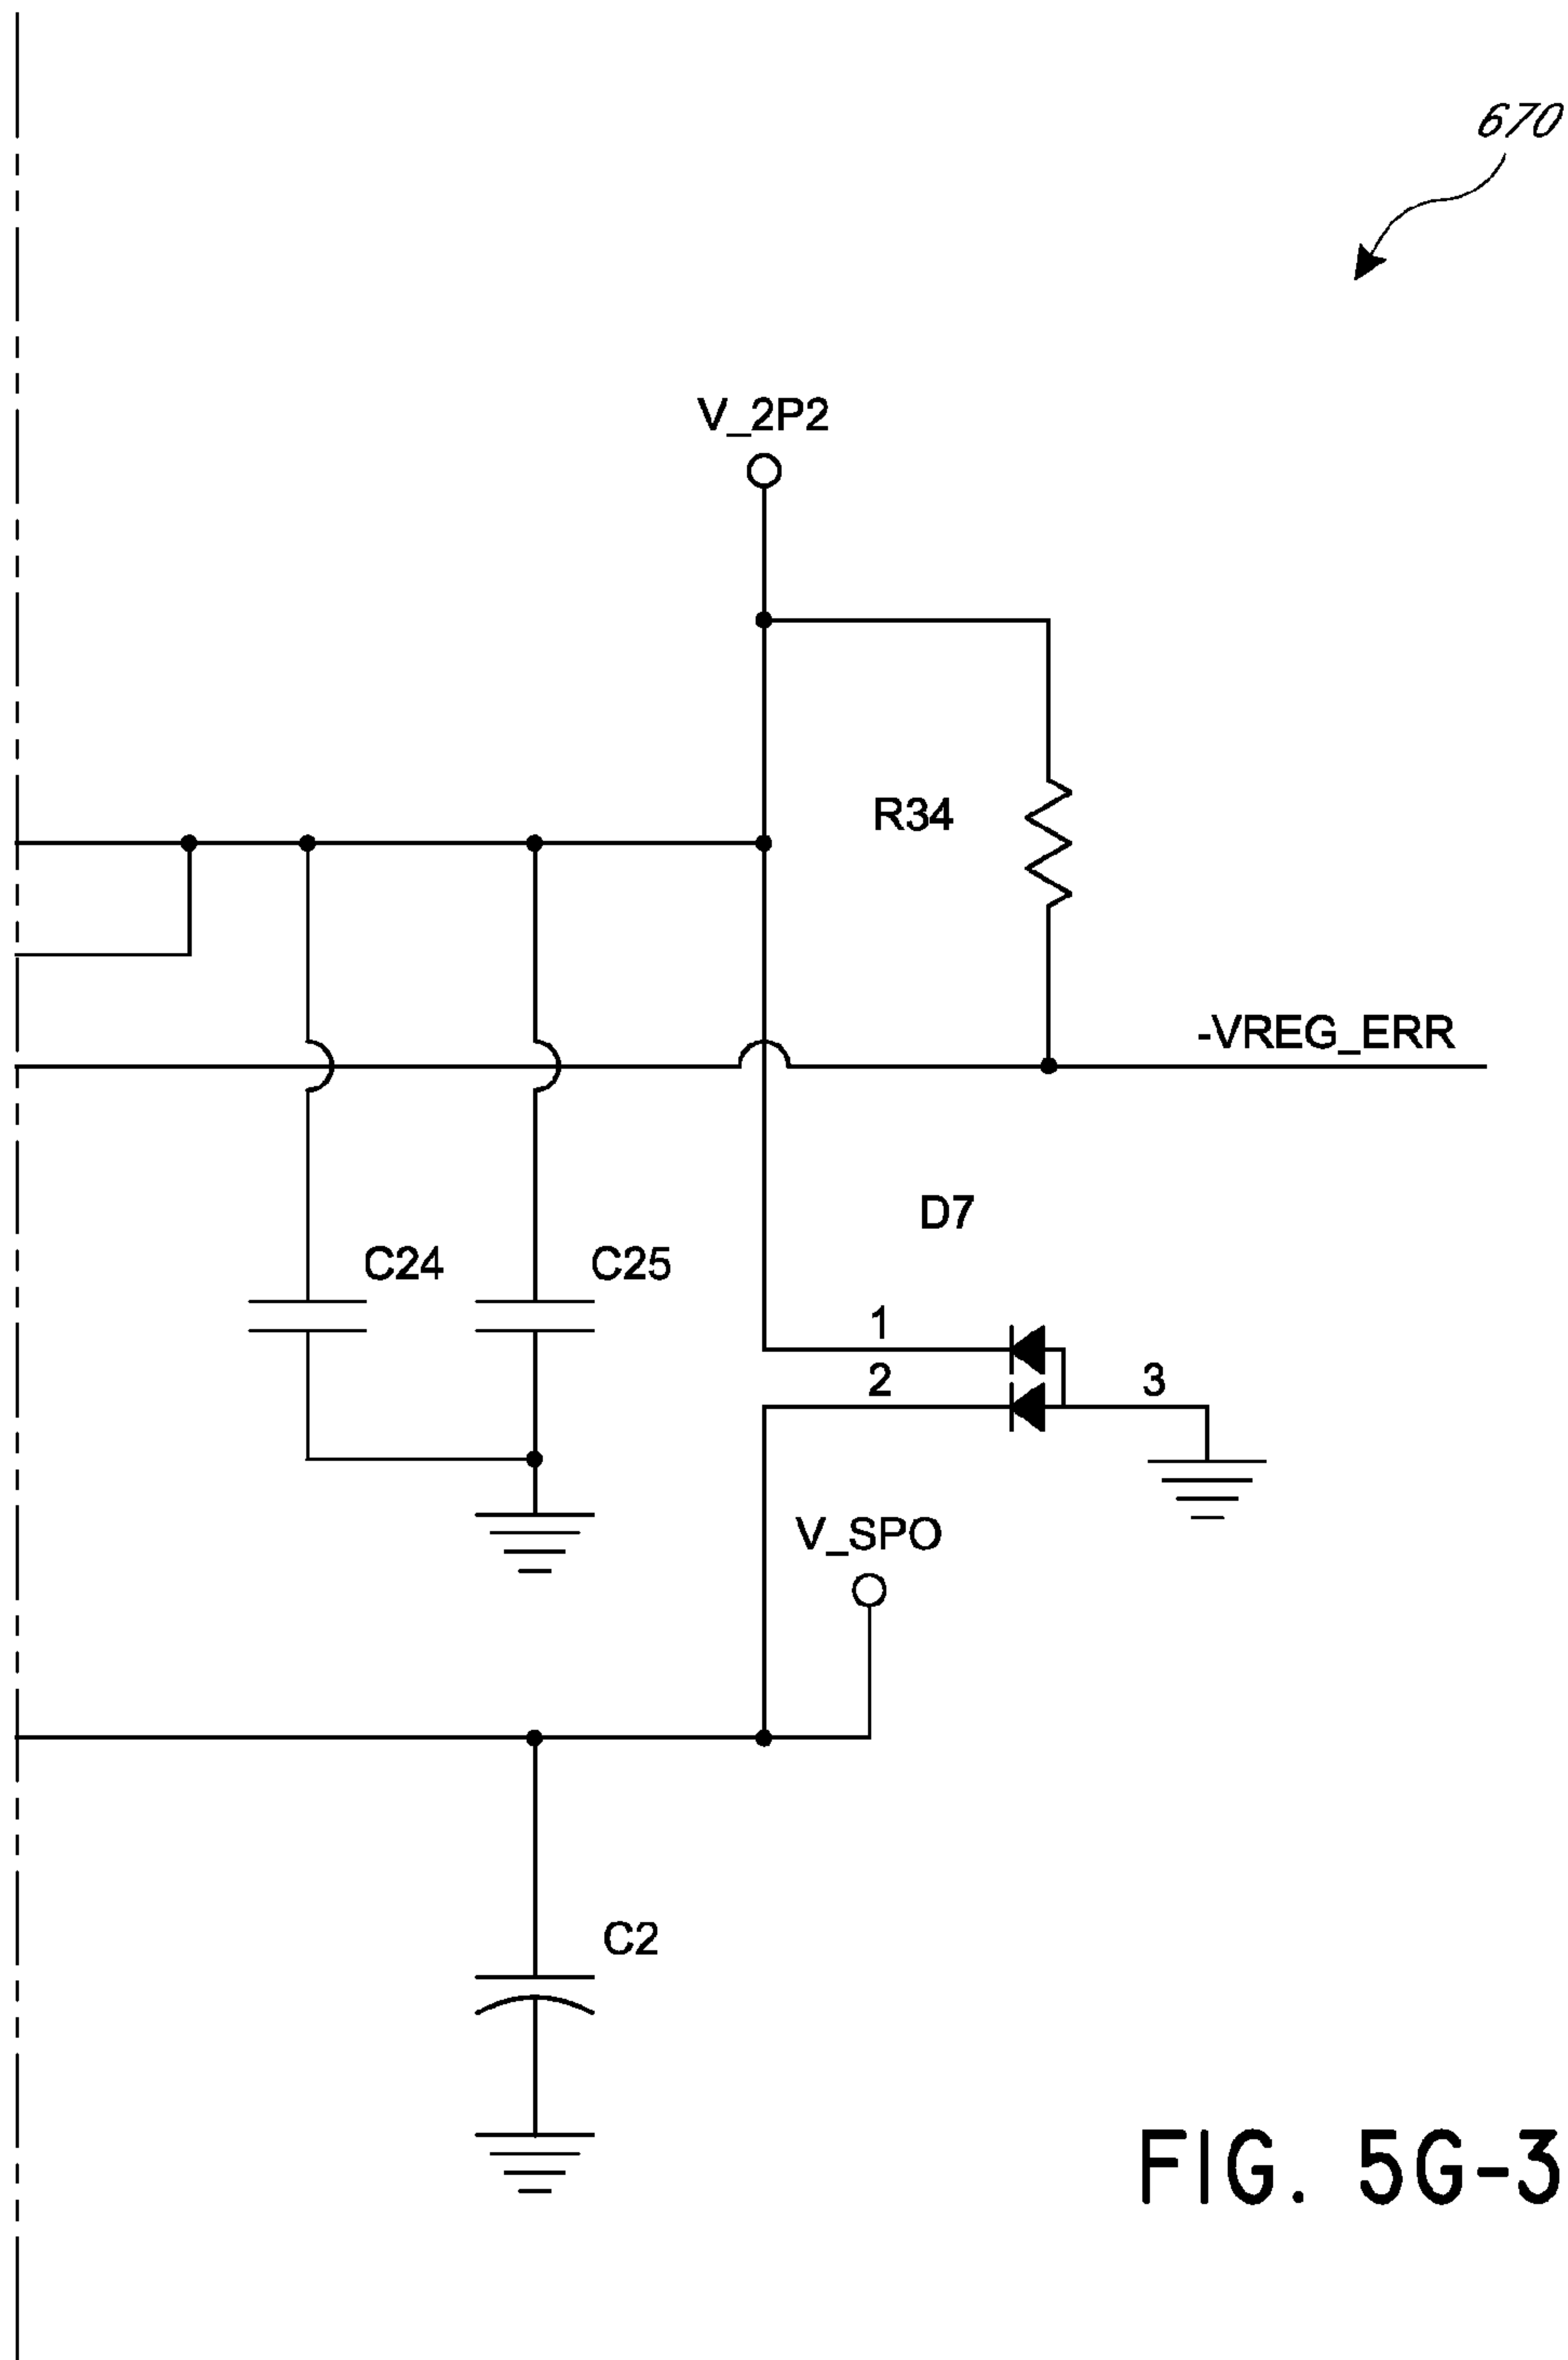 670
V_2P2
R34
-VREG_ERR
D7
C24
C25
1
2
3
V_SPO
C2
FIG. 5G-3